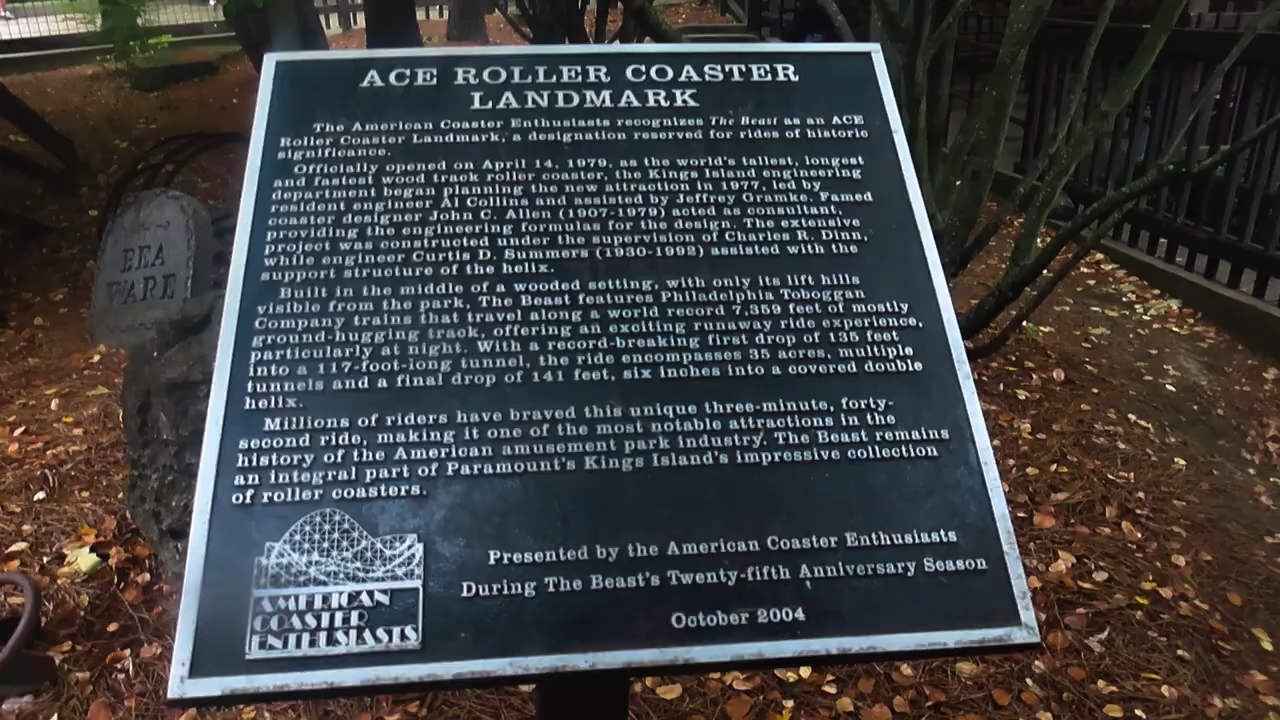 ACE ROLLER COASTER
LANDMARK
The American Coaster Enthusiasts recognizes The Beast as an ACE
Roller Coaster Landmark, a designation reserved for rides of historic
significance.
Officially opened on April 14, 1979, as the world's tallest, longest
and fastest wood track roller coaster, the Kings Island engineering
department began planning the new attraction in 1977, led by
resident engineer Al Collins and assisted by Jeffrey Gramke. Famed
coaster designer John C. Allen (1907-1979) acted as consultant,
providing the engineering formulas for the design. The extensive
project was constructed under the supervision of Charles R. Dinn,
while engineer Curtis D. Summers (1930-1992) assisted with the
support structure of the helix.
Built in the middle of a wooded setting, with only its lift hills
visible from the park, The Beast features Philadelphia Toboggan
Company trains that travel along a world record 7,359 feet of mostly
ground-hugging track, offering an exciting runaway ride experience,
particularly at night. With a record-breaking first drop of 135 feet
into a 117-foot-long tunnel, the ride encompasses 35 acres, multiple
tunnels and a final drop of 141 feet, six inches into a covered double
helix.
Millions of riders have braved this unique three-minute, forty-
second ride, making it one of the most notable attractions in the
history of the American amusement park industry. The Beast remains
an integral part of Paramount's Kings Island's impressive collection
of roller coasters.
AMERICAN
COASTER
ENTHUSIASTS
Presented by the American Coaster Enthusiasts
During The Beast's Twenty-fifth Anniversary Season
October 2004
BEA
WARE